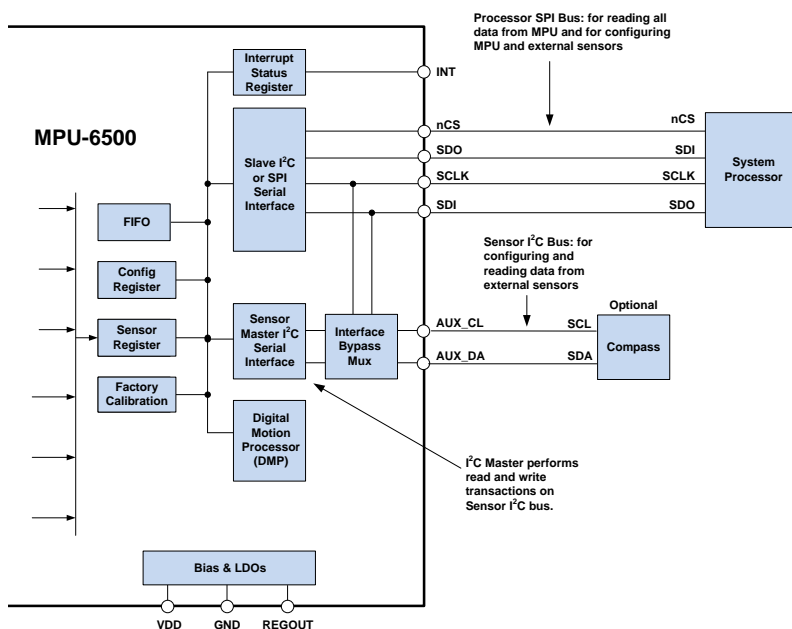 Processor SPI Bus: for reading all
data from MPU and for configuring
MPU and external sensors
Interrupt
Status
Register
INT
MPU-6500
nCS
nCS
Slave I²C
or SPI
Serial
Interface
SDO
SDI
SCLK
SCLK
SDI
SDO
System
Processor
FIFO
Config
Register
Sensor I²C Bus: for
configuring and
reading data from
external sensors
Sensor
Register
Sensor
Master I²C
Serial
Interface
Interface
Bypass
Mux
AUX_CL
SCL
AUX_DA
SDA
Optional
Compass
Factory
Calibration
Digital
Motion
Processor
(DMP)
I²C Master performs
read and write
transactions on
Sensor I²C bus.
Bias & LDOs
VDD
GND
REGOUT